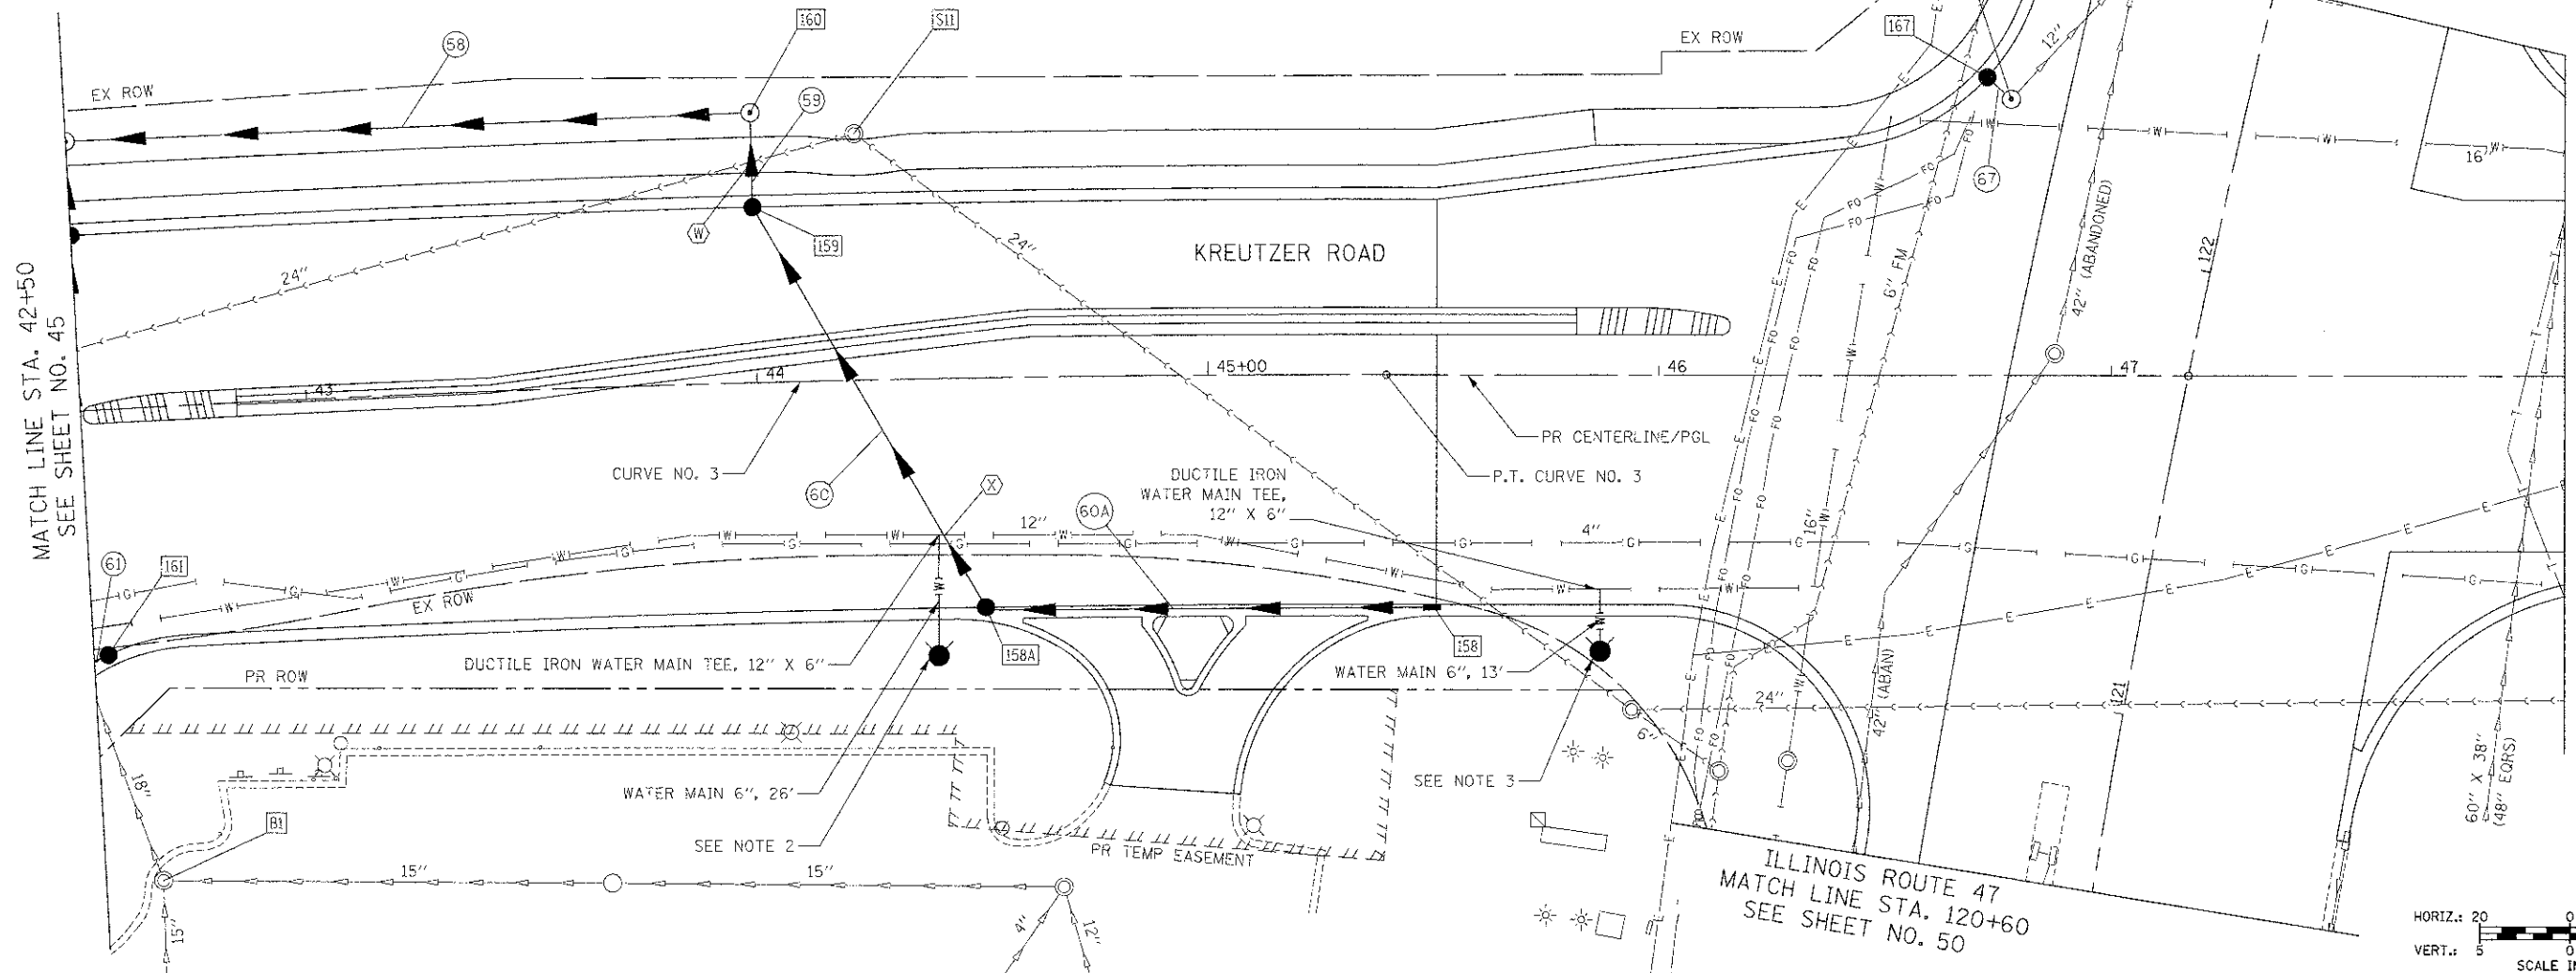 160
S11
58
EX ROW
167
12"
EX ROW
59
W
16"
67
W
159
24"
24"
KREUTZER ROAD
42" (ABANDONED)
122
6" FM
MATCH LINE STA. 42+50
SEE SHEET NO. 45
43
44
45+00
46
47
PR CENTERLINE/PGL
CURVE NO. 3
P.T. CURVE NO. 3
60
X
DUCTILE IRON
WATER MAIN TEE,
12" X 6"
60A
12"
4"
16"
61
161
EX ROW
158A
158
DUCTILE IRON WATER MAIN TEE, 12" X 6"
WATER MAIN 6", 13'
PR ROW
42" (ABAN)
24"
121
6"
18"
WATER MAIN 6", 26'
SEE NOTE 3
60" X 38"
(48" EQRS)
B1
SEE NOTE 2
PR TEMP EASEMENT
15"
15"
15"
4"
12"
ILLINOIS ROUTE 47
MATCH LINE STA. 120+60
SEE SHEET NO. 50
HORIZ.: 20 0
VERT.: 5 0
SCALE